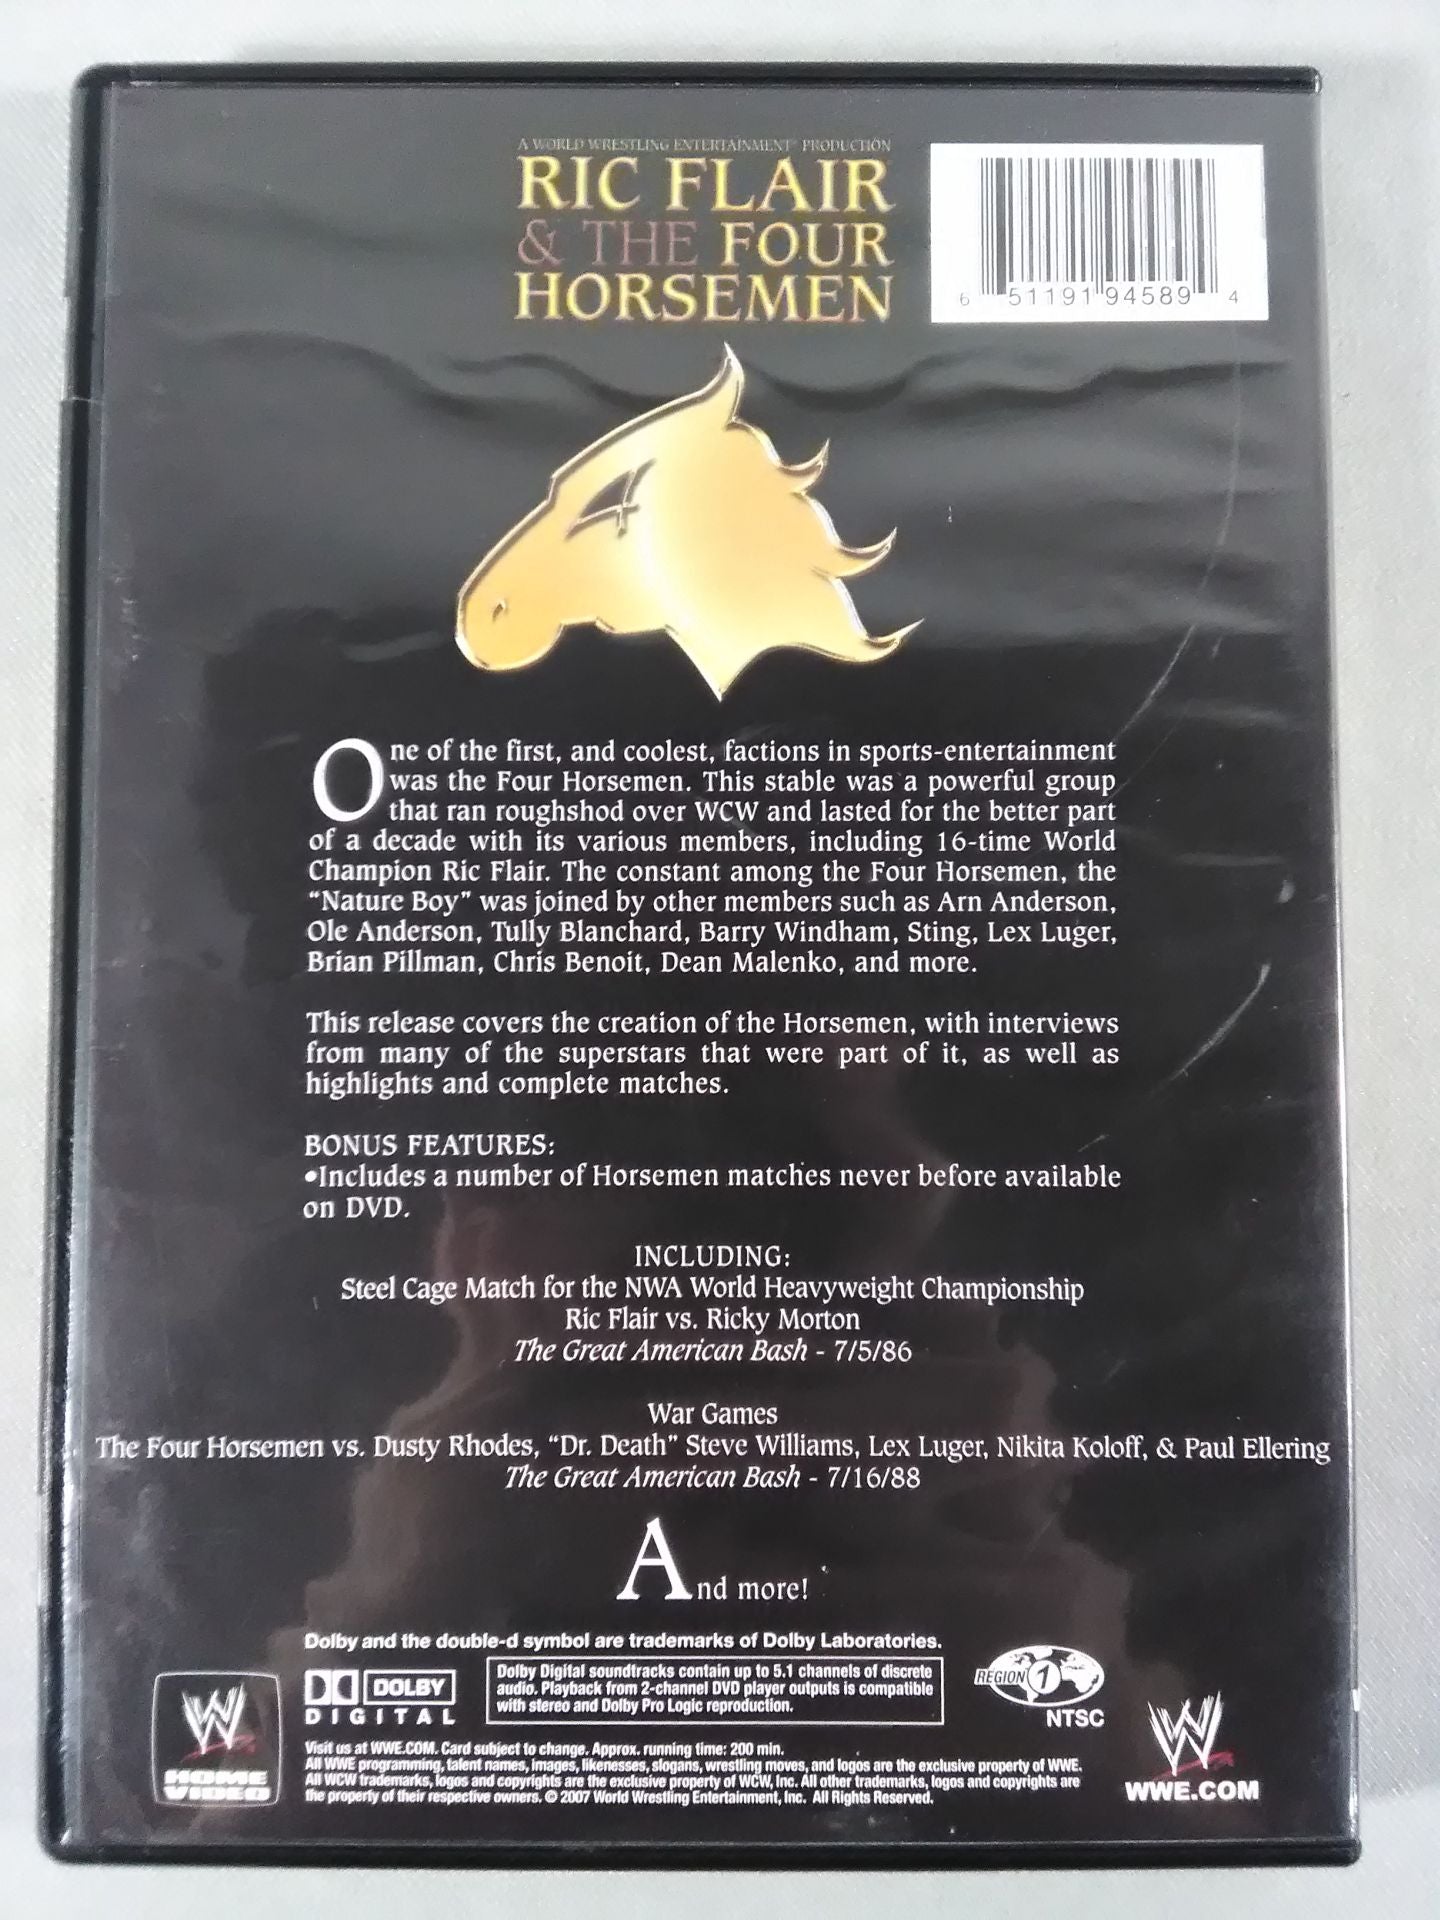 A WORLD WRESTLING ENTERTAINMENT PRODUCTION
RIC FLAIR
& THE FOUR
HORSEMEN
6 51191 94589 4
4
One of the first, and coolest, factions in sports-entertainment
was the Four Horsemen. This stable was a powerful group
that ran roughshod over WCW and lasted for the better part
of a decade with its various members, including 16-time World
Champion Ric Flair. The constant among the Four Horsemen, the
“Nature Boy” was joined by other members such as Arn Anderson,
Ole Anderson, Tully Blanchard, Barry Windham, Sting, Lex Luger,
Brian Pillman, Chris Benoit, Dean Malenko, and more.
This release covers the creation of the Horsemen, with interviews
from many of the superstars that were part of it, as well as
highlights and complete matches.
BONUS FEATURES:
•Includes a number of Horsemen matches never before available
on DVD.
INCLUDING:
Steel Cage Match for the NWA World Heavyweight Championship
Ric Flair vs. Ricky Morton
The Great American Bash - 7/5/86
War Games
The Four Horsemen vs. Dusty Rhodes, “Dr. Death” Steve Williams, Lex Luger, Nikita Koloff, & Paul Ellering
The Great American Bash - 7/16/88
And more!
Dolby and the double-d symbol are trademarks of Dolby Laboratories.
DOLBY
DIGITAL
Dolby Digital soundtracks contain up to 5.1 channels of discrete
audio. Playback from 2-channel DVD player outputs is compatible
with stereo and Dolby Pro Logic reproduction.
REGION 1
NTSC
W
HOME
VIDEO
Visit us at WWE.COM. Card subject to change. Approx. running time: 200 min.
All WWE programming, talent names, images, likenesses, slogans, wrestling moves, and logos are the exclusive property of WWE.
All WCW trademarks, logos and copyrights are the exclusive property of WCW, Inc. All other trademarks, logos and copyrights are
the property of their respective owners. © 2007 World Wrestling Entertainment, Inc. All Rights Reserved.
W
WWE.COM